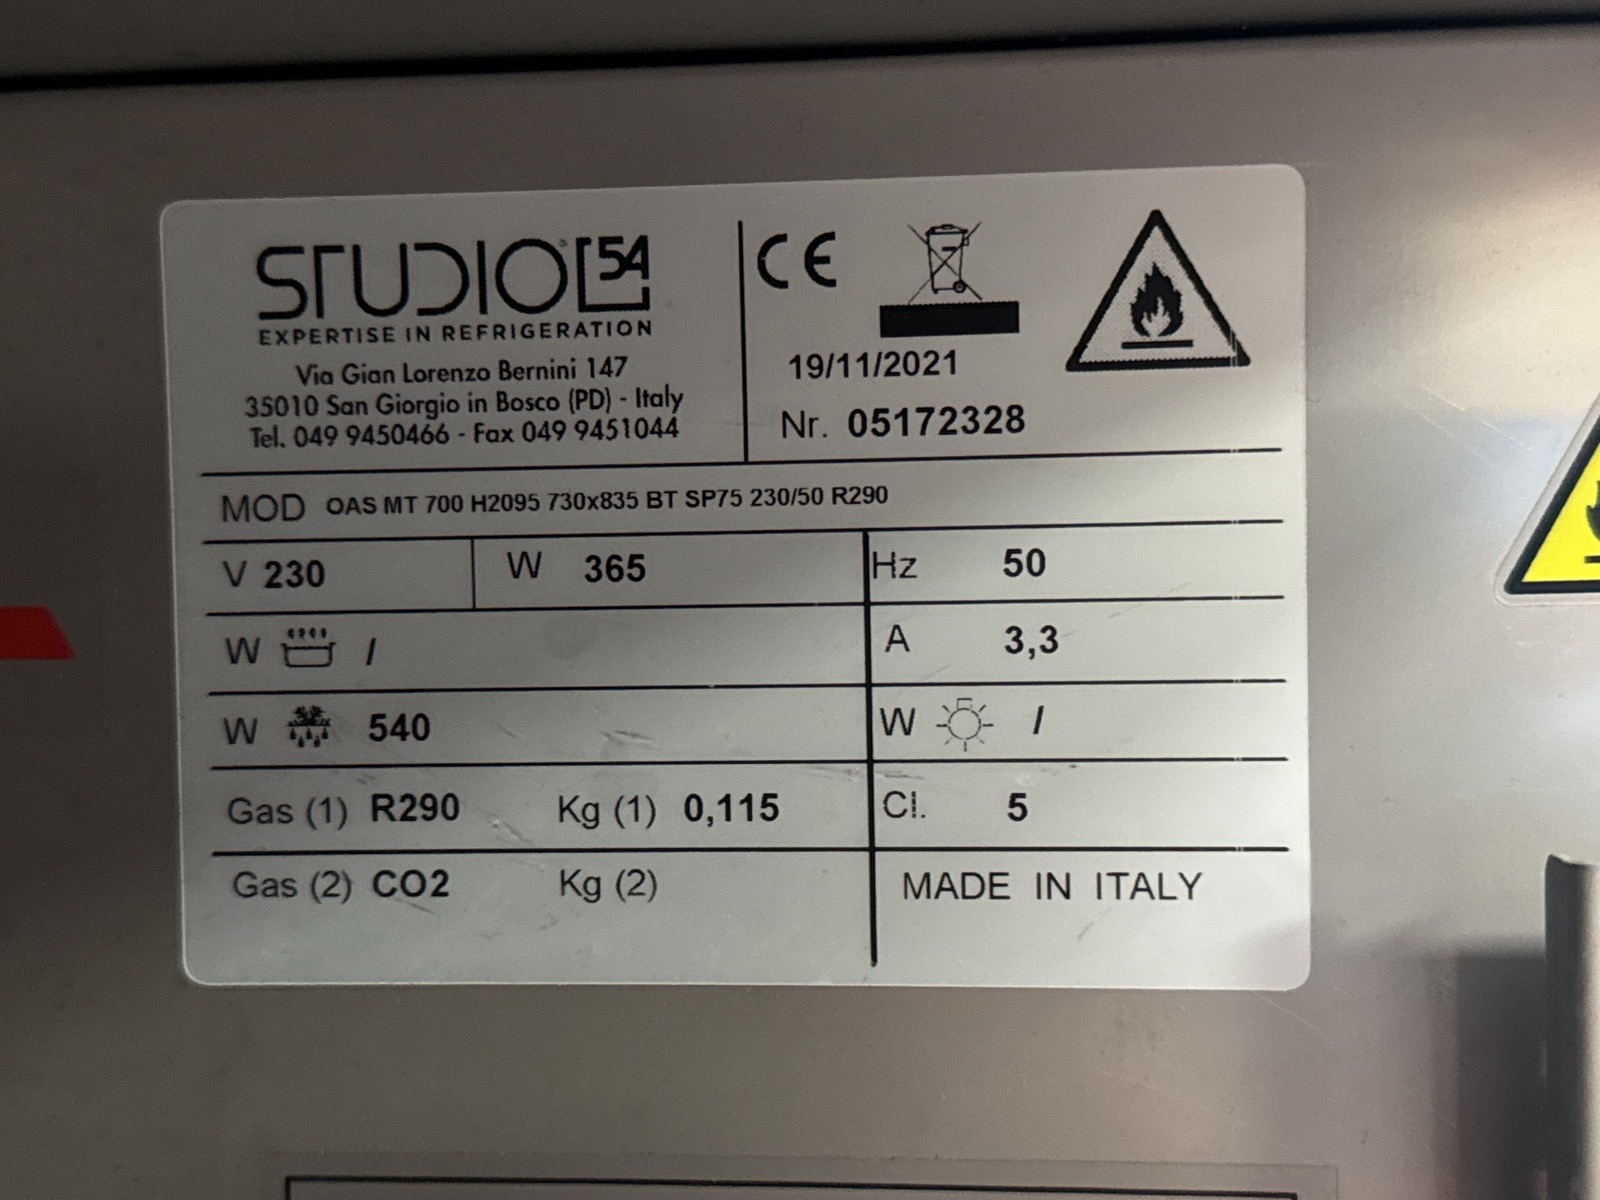 STUDIO 54®
EXPERTISE IN REFRIGERATION
Via Gian Lorenzo Bernini 147
35010 San Giorgio in Bosco (PD) - Italy
Tel. 049 9450466 - Fax 049 9451044
CE
19/11/2021
Nr. 05172328
MOD OAS MT 700 H2095 730x835 BT SP75 230/50 R290
V 230 W 365 Hz 50
W /
A 3,3
W 540
W /
Gas (1) R290 Kg (1) 0,115 Cl. 5
Gas (2) CO2 Kg (2)
MADE IN ITALY